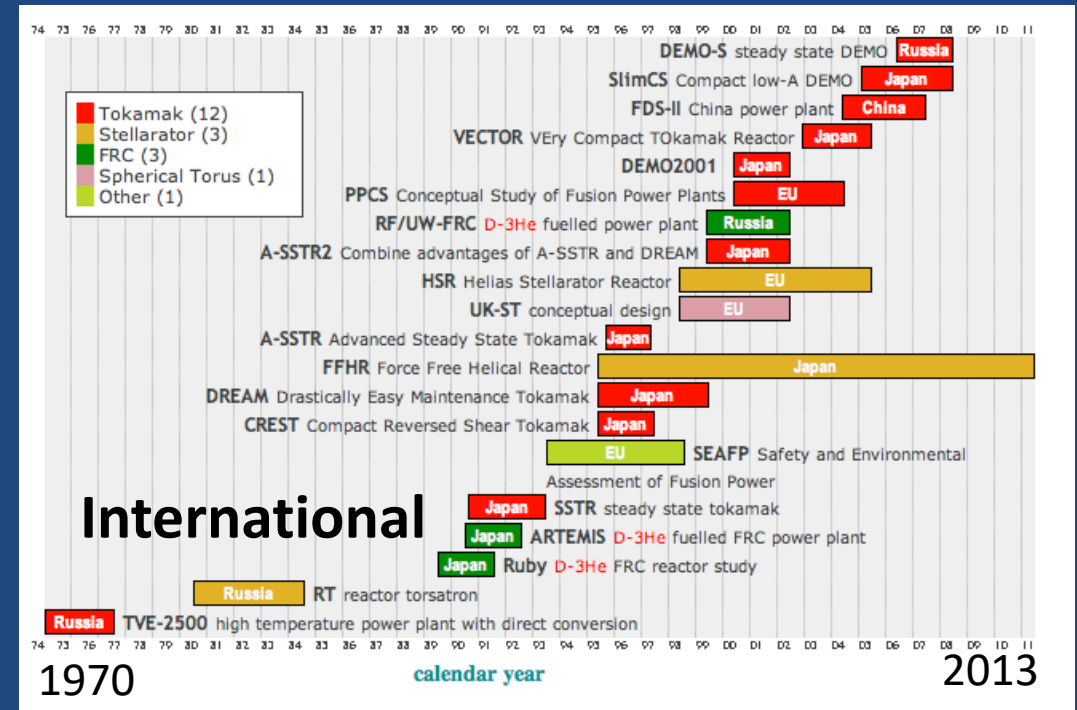 74 75 76 77 78 79 80 81 82 83 84 85 86 87 88 89 90 91 92 93 94 95 96 97 98 99 00 01 02 03 04 05 06 07 08 09 10 11
DEMO-S steady state DEMO Russia
SlimCS Compact low-A DEMO Japan
Tokamak (12)
Stellarator (3)
FRC (3)
Spherical Torus (1)
Other (1)
FDS-II China power plant China
VECTOR VEry Compact TOkamak Reactor Japan
DEMO2001 Japan
PPCS Conceptual Study of Fusion Power Plants EU
RF/UW-FRC D-3He fuelled power plant Russia
A-SSTR2 Combine advantages of A-SSTR and DREAM Japan
HSR Helias Stellarator Reactor EU
UK-ST conceptual design EU
A-SSTR Advanced Steady State Tokamak Japan
FFHR Force Free Helical Reactor Japan
DREAM Drastically Easy Maintenance Tokamak Japan
CREST Compact Reversed Shear Tokamak Japan
EU SEAFP Safety and Environmental
Assessment of Fusion Power
International
Japan SSTR steady state tokamak
Japan ARTEMIS D-3He fuelled FRC power plant
Japan Ruby D-3He FRC reactor study
Russia RT reactor torsatron
Russia TVE-2500 high temperature power plant with direct conversion
74 75 76 77 78 79 80 81 82 83 84 85 86 87 88 89 90 91 92 93 94 95 96 97 98 99 00 01 02 03 04 05 06 07 08 09 10 11
1970 calendar year 2013